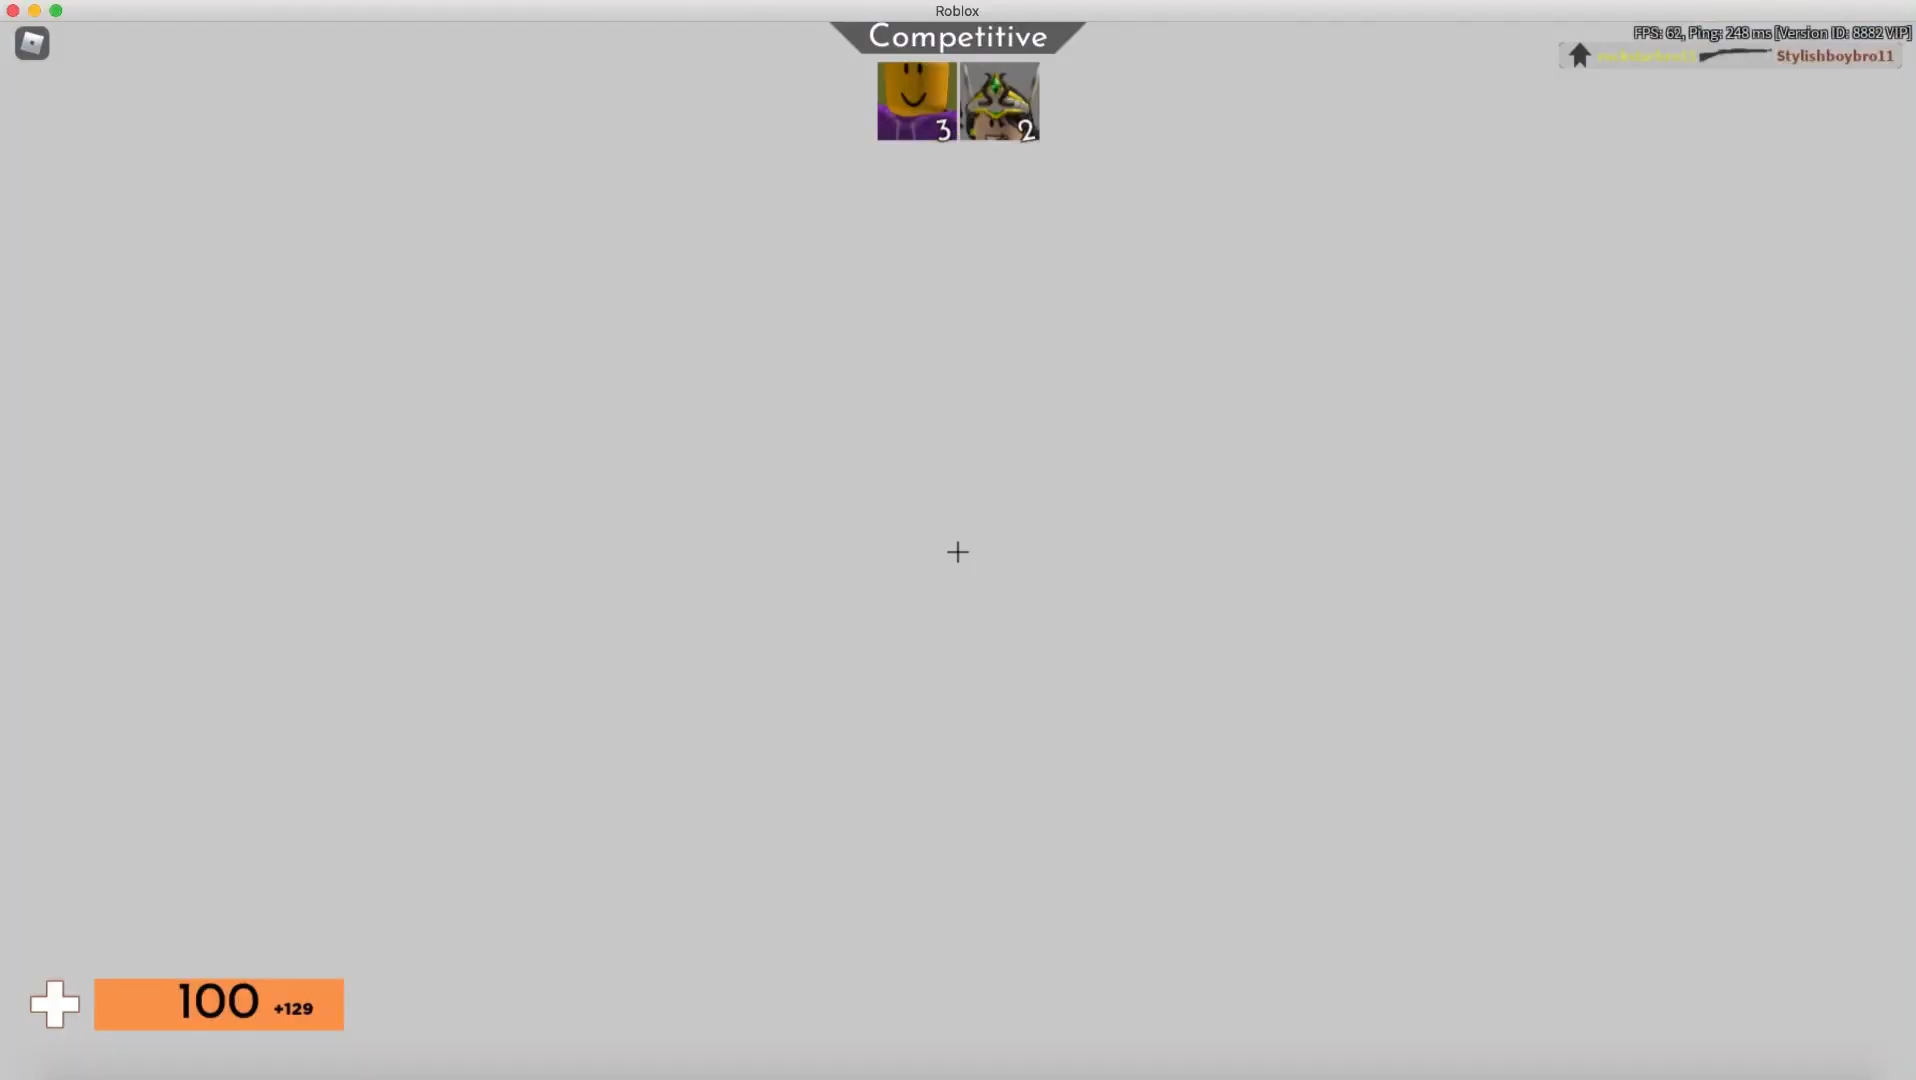 Roblox
Competitive
FPS: 62, Ping: 248 ms [Version ID: 8882 VIP]
Stylishboybro11
3
2
100 +129